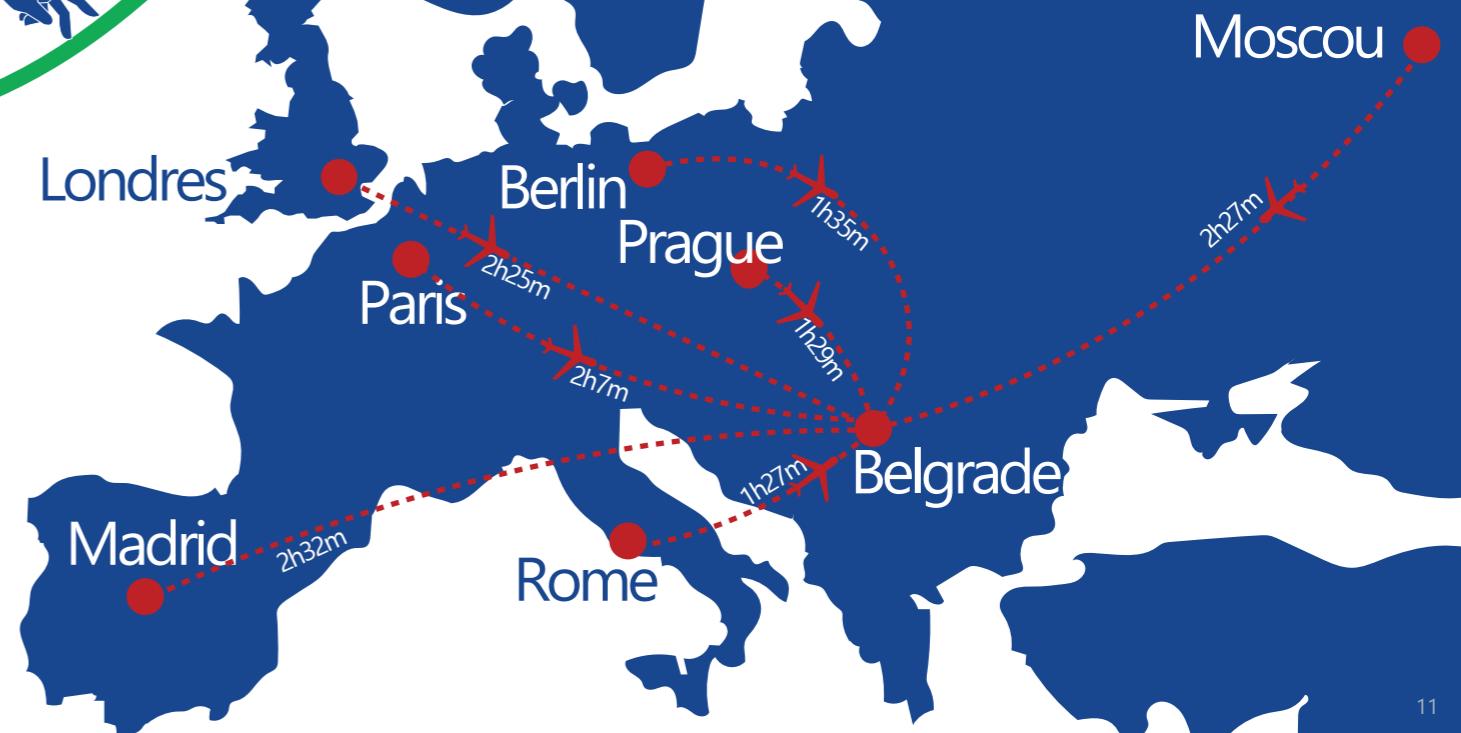 Moscou
Londres
Berlin
1h35m
2h27m
Prague
2h25m
Paris
1h29m
2h7m
Belgrade
1h27m
Madrid
2h32m
Rome
11